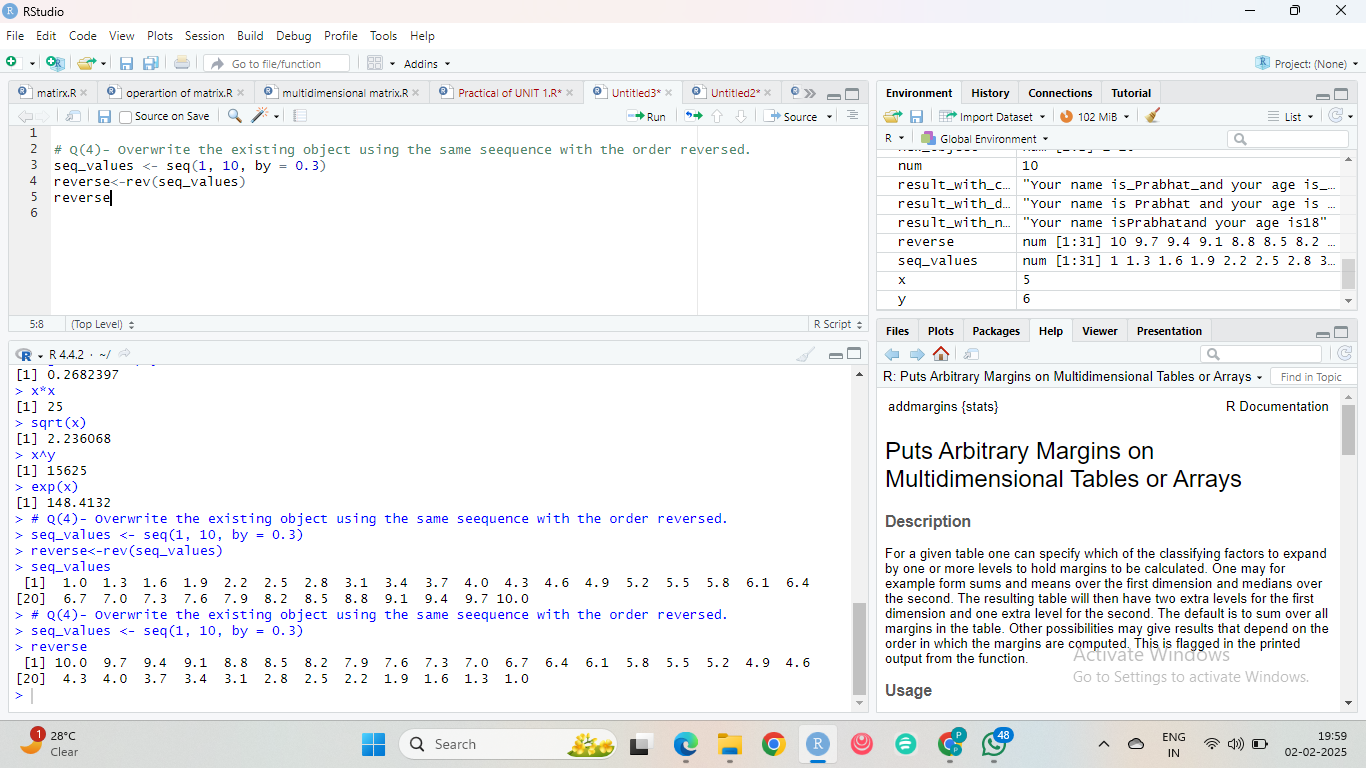 RStudio
File Edit Code View Plots Session Build Debug Profile Tools Help
Go to file/function Addins Project: (None)
matirx.R operartion of matrix.R multidimensional matrix.R Practical of UNIT 1.R* Untitled3* Untitled2*
Source on Save Run Source
1
2 # Q(4)- Overwrite the existing object using the same seequence with the order reversed.
3 seq_values <- seq(1, 10, by = 0.3)
4 reverse<-rev(seq_values)
5 reverse
6
5:8 (Top Level) R Script
R 4.4.2 · ~/
[1] 0.2682397
> x*x
[1] 25
> sqrt(x)
[1] 2.236068
> x^y
[1] 15625
> exp(x)
[1] 148.4132
> # Q(4)- Overwrite the existing object using the same seequence with the order reversed.
> seq_values <- seq(1, 10, by = 0.3)
> reverse<-rev(seq_values)
> seq_values
[1] 1.0 1.3 1.6 1.9 2.2 2.5 2.8 3.1 3.4 3.7 4.0 4.3 4.6 4.9 5.2 5.5 5.8 6.1 6.4
[20] 6.7 7.0 7.3 7.6 7.9 8.2 8.5 8.8 9.1 9.4 9.7 10.0
> # Q(4)- Overwrite the existing object using the same seequence with the order reversed.
> seq_values <- seq(1, 10, by = 0.3)
> reverse
[1] 10.0 9.7 9.4 9.1 8.8 8.5 8.2 7.9 7.6 7.3 7.0 6.7 6.4 6.1 5.8 5.5 5.2 4.9 4.6
[20] 4.3 4.0 3.7 3.4 3.1 2.8 2.5 2.2 1.9 1.6 1.3 1.0
>
Environment History Connections Tutorial
Import Dataset 102 MiB List
R Global Environment
num 10
result_with_c… "Your name is_Prabhat_and your age is_…
result_with_d… "Your name is Prabhat and your age is …
result_with_n… "Your name isPrabhatand your age is18"
reverse num [1:31] 10 9.7 9.4 9.1 8.8 8.5 8.2 …
seq_values num [1:31] 1 1.3 1.6 1.9 2.2 2.5 2.8 3…
x 5
y 6
Files Plots Packages Help Viewer Presentation
R: Puts Arbitrary Margins on Multidimensional Tables or Arrays Find in Topic
addmargins {stats} R Documentation
Puts Arbitrary Margins on
Multidimensional Tables or Arrays
Description
For a given table one can specify which of the classifying factors to expand
by one or more levels to hold margins to be calculated. One may for
example form sums and means over the first dimension and medians over
the second. The resulting table will then have two extra levels for the first
dimension and one extra level for the second. The default is to sum over all
margins in the table. Other possibilities may give results that depend on the
order in which the margins are computed. This is flagged in the printed
output from the function.
Activate Windows
Go to Settings to activate Windows.
Usage
1 28°C
Clear
Search
P
48
ENG
IN
19:59
02-02-2025